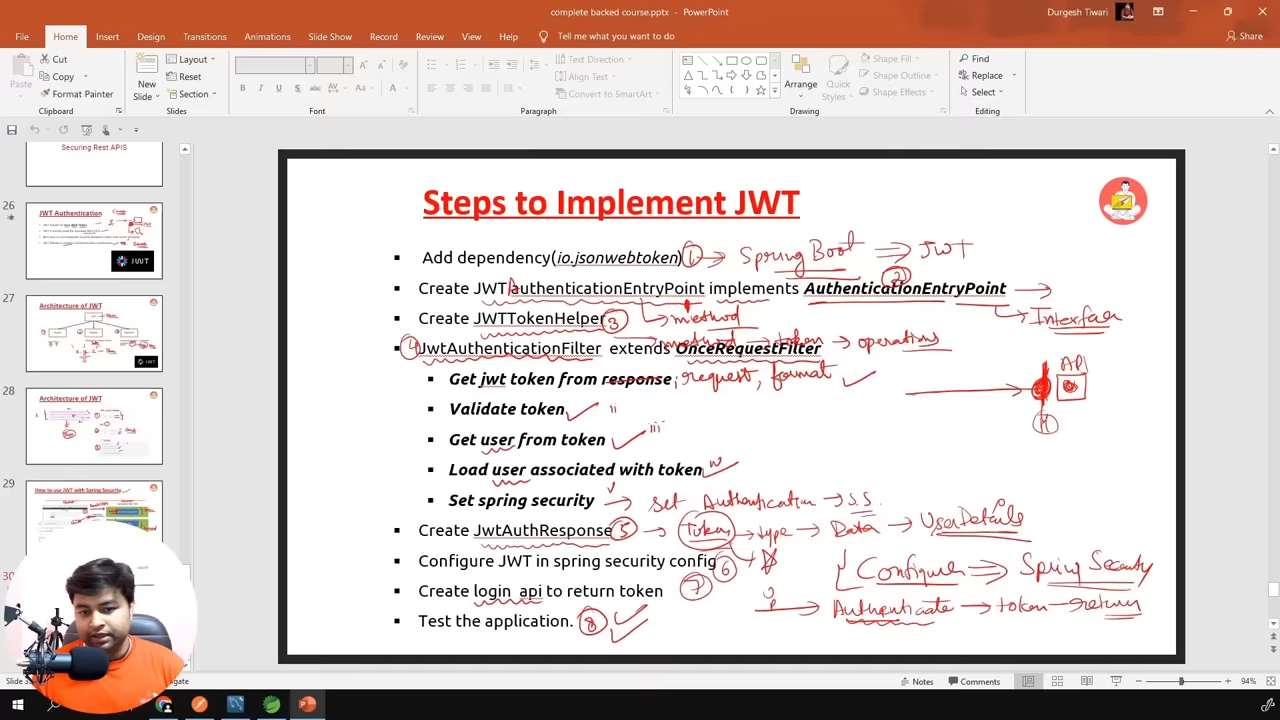 complete backed course.pptx - PowerPoint
Durgesh Tiwari
File Home Insert Design Transitions Animations Slide Show Record Review View Help Tell me what you want to do
Share
Cut
Copy
Format Painter
Paste
Clipboard
New Slide
Layout
Reset
Section
Slides
Font
Text Direction
Align Text
Convert to SmartArt
Paragraph
Arrange
Quick Styles
Shape Fill
Shape Outline
Shape Effects
Drawing
Find
Replace
Select
Editing
Securing Rest APIS
26
JWT Authentication
JWT
27
Architecture of JWT
28
Architecture of JWT
29
How to use JWT with Spring Security
30
Steps to Implement JWT
Add dependency(io.jsonwebtoken) 1 Spring Boot JWT
2
Create JWTAuthenticationEntryPoint implements AuthenticationEntryPoint
Interface
Create JWTTokenHelper 3 method
method token operations
4 JwtAuthenticationFilter extends OnceRequestFilter
API
Get jwt token from response, request, format
Validate token ii
Get user from token iii
Load user associated with token iv
Set spring security v set Authentication S.S.
Create JwtAuthResponse 5 Token type Data UserDetails
Configure JWT in spring security config 6 Configure Spring Security
Create login api to return token 7 Authenticate token return
Test the application. 8
Notes
Comments
94%